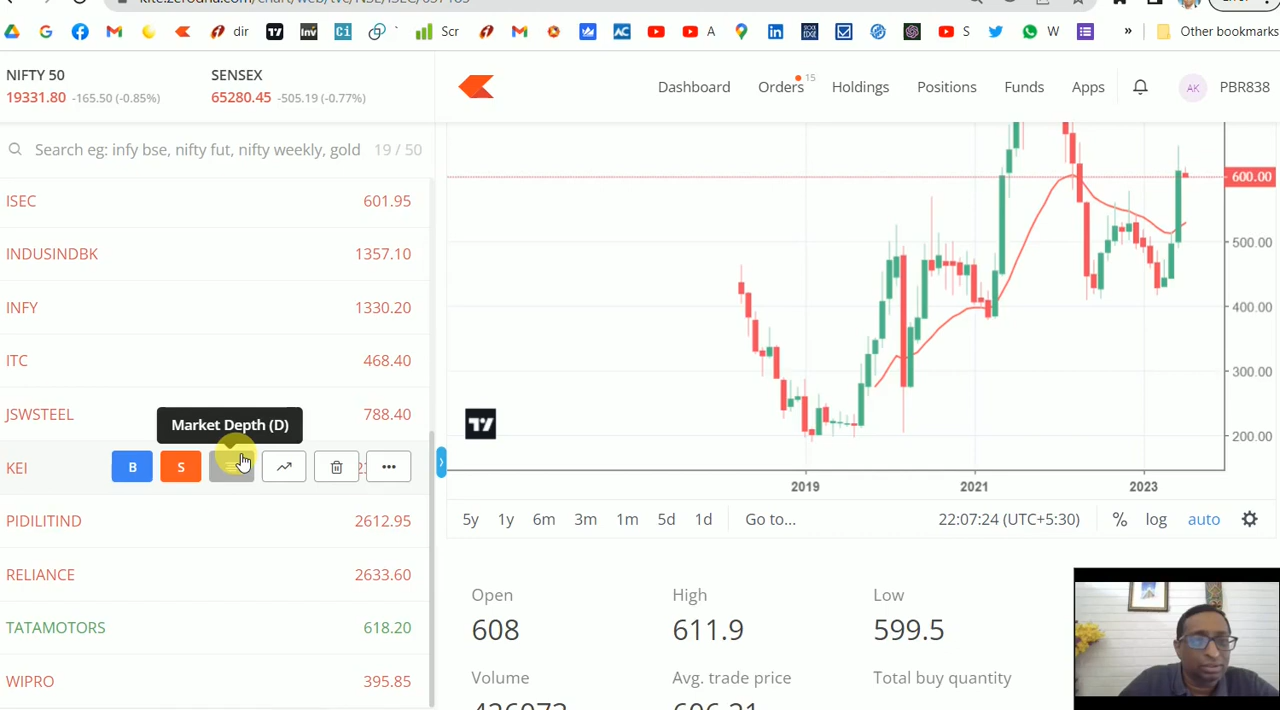 dir
Scr
A
S
W
»
Other bookmarks
NIFTY 50
19331.80 -165.50 (-0.85%)
SENSEX
65280.45 -505.19 (-0.77%)
Dashboard
Orders 15
Holdings
Positions
Funds
Apps
AK
PBR838
Search eg: infy bse, nifty fut, nifty weekly, gold 19 / 50
ISEC 601.95
INDUSINDBK 1357.10
INFY 1330.20
ITC 468.40
JSWSTEEL 788.40
Market Depth (D)
KEI B S
PIDILITIND 2612.95
RELIANCE 2633.60
TATAMOTORS 618.20
WIPRO 395.85
600.00
500.00
400.00
300.00
200.00
2019 2021 2023
5y 1y 6m 3m 1m 5d 1d Go to... 22:07:24 (UTC+5:30) % log auto
Open High Low
608 611.9 599.5
Volume Avg. trade price Total buy quantity